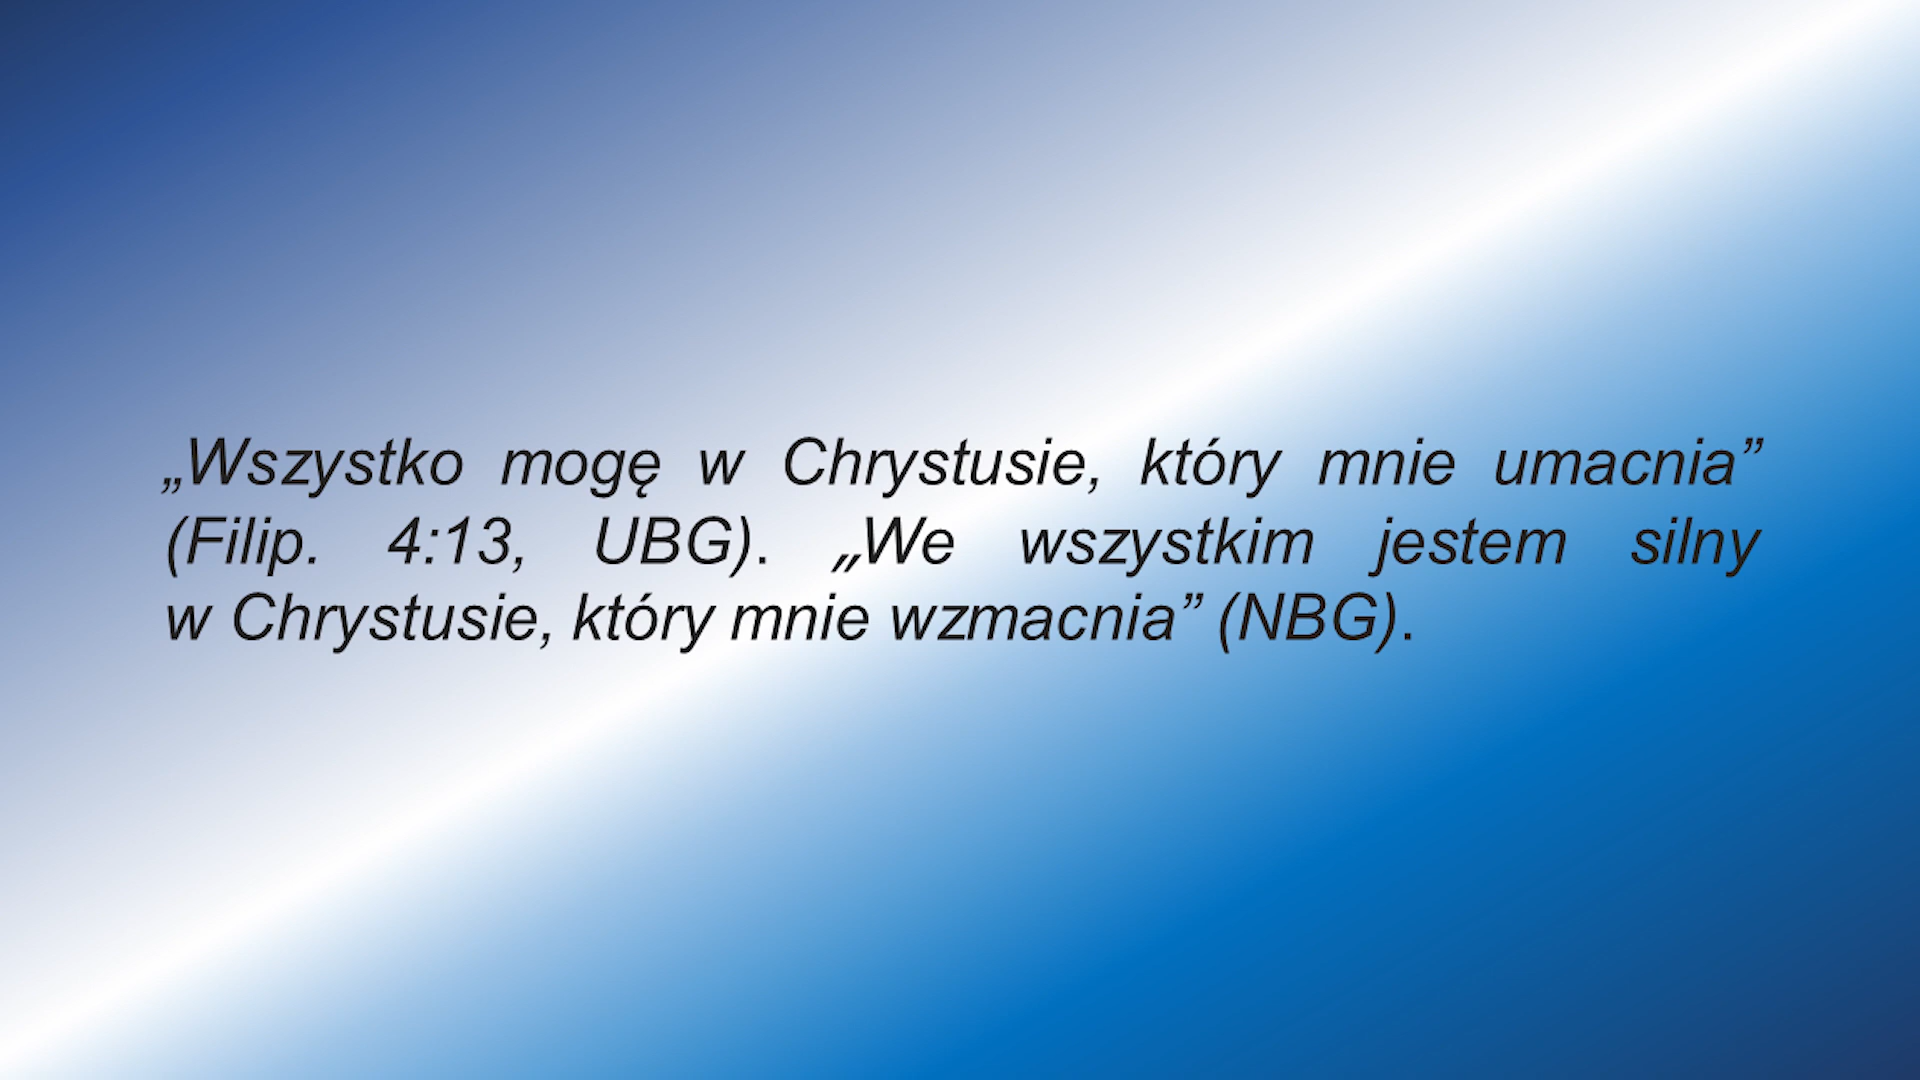 „Wszystko mogę w Chrystusie, który mnie umacnia”
(Filip. 4:13, UBG). „We wszystkim jestem silny
w Chrystusie, który mnie wzmacnia” (NBG).